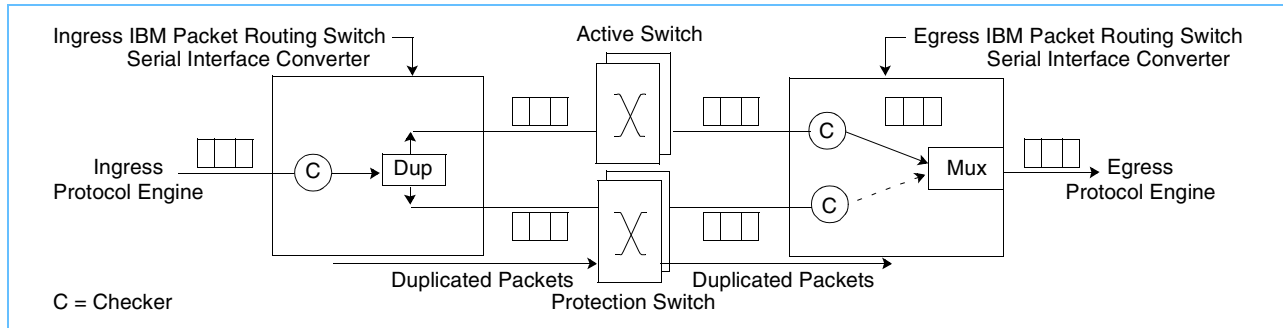 Ingress IBM Packet Routing Switch
Serial Interface Converter
Active Switch
Egress IBM Packet Routing Switch
Serial Interface Converter
Ingress
Protocol Engine
C
Dup
C
C
Mux
Egress
Protocol Engine
Duplicated Packets
Duplicated Packets
Protection Switch
C = Checker